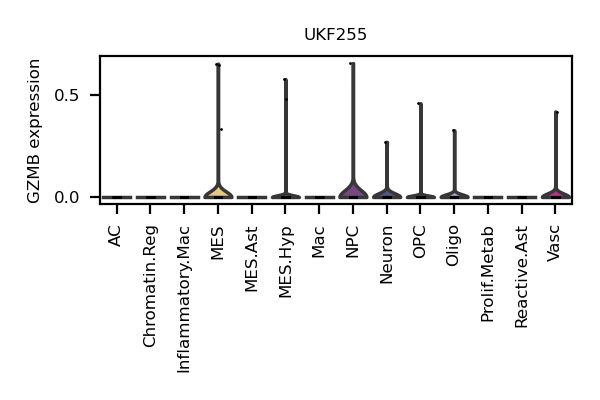 UKF255
GZMB expression
0.5
0.0
AC
Chromatin.Reg
Inflammatory.Mac
MES
MES.Ast
MES.Hyp
Mac
NPC
Neuron
OPC
Oligo
Prolif.Metab
Reactive.Ast
Vasc